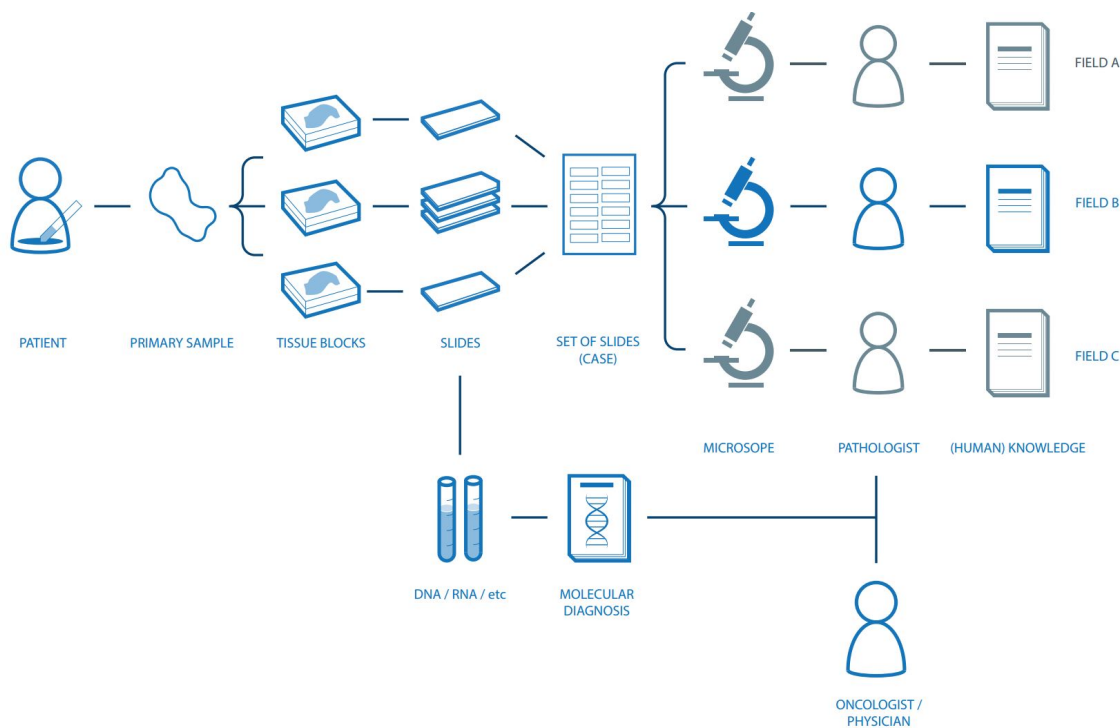 FIELD A
FIELD B
FIELD C
PATIENT
PRIMARY SAMPLE
TISSUE BLOCKS
SLIDES
SET OF SLIDES
(CASE)
MICROSOPE
PATHOLOGIST
(HUMAN) KNOWLEDGE
DNA / RNA / etc
MOLECULAR
DIAGNOSIS
ONCOLOGIST /
PHYSICIAN